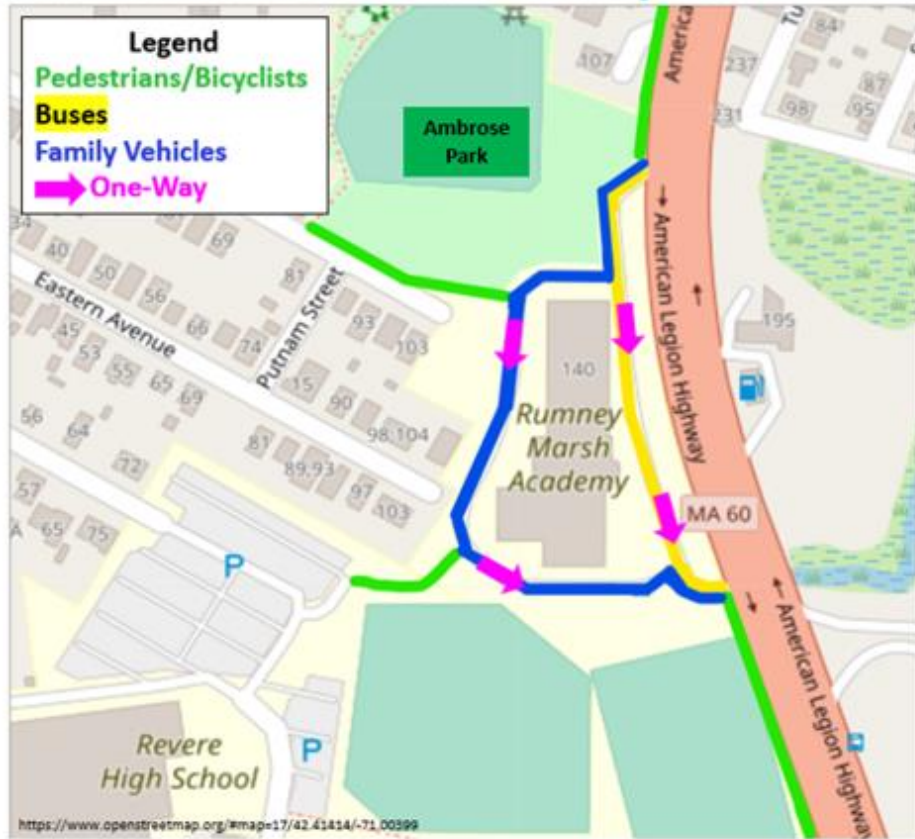 Legend
Pedestrians/Bicyclists
Buses
Family Vehicles
One-Way
Ambrose
Park
American
107
237
84
87
98
95
231
34
40
50
56
69
81
Eastern Avenue
Putnam Street
66
74
93
103
45
53
55
65
69
15
90
98;104
56
64
72
81
89,93
97
103
57
65
75
A
140
Rumney
Marsh
Academy
American Legion Highway
195
MA 60
American Legion Highway
P
P
Revere
High School
https://www.openstreetmap.org/#map=17/42.41414/-71.00399